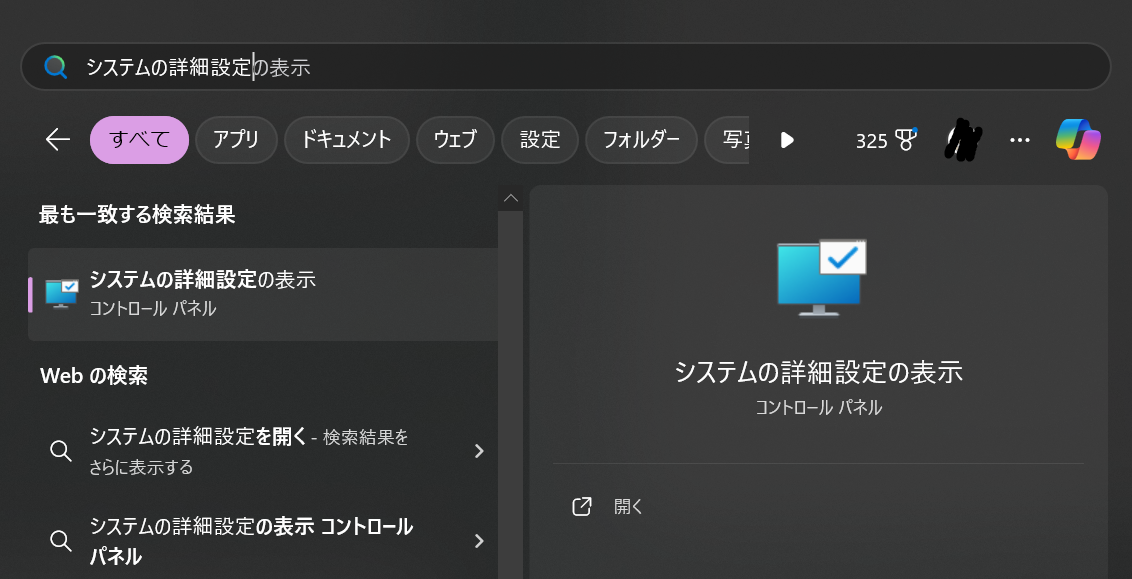 システムの詳細設定の表示
すべて
アプリ
ドキュメント
ウェブ
設定
フォルダー
325
最も一致する検索結果
システムの詳細設定の表示
コントロール パネル
Web の検索
システムの詳細設定を開く - 検索結果を
さらに表示する
システムの詳細設定の表示 コントロール
パネル
システムの詳細設定の表示
コントロール パネル
開く